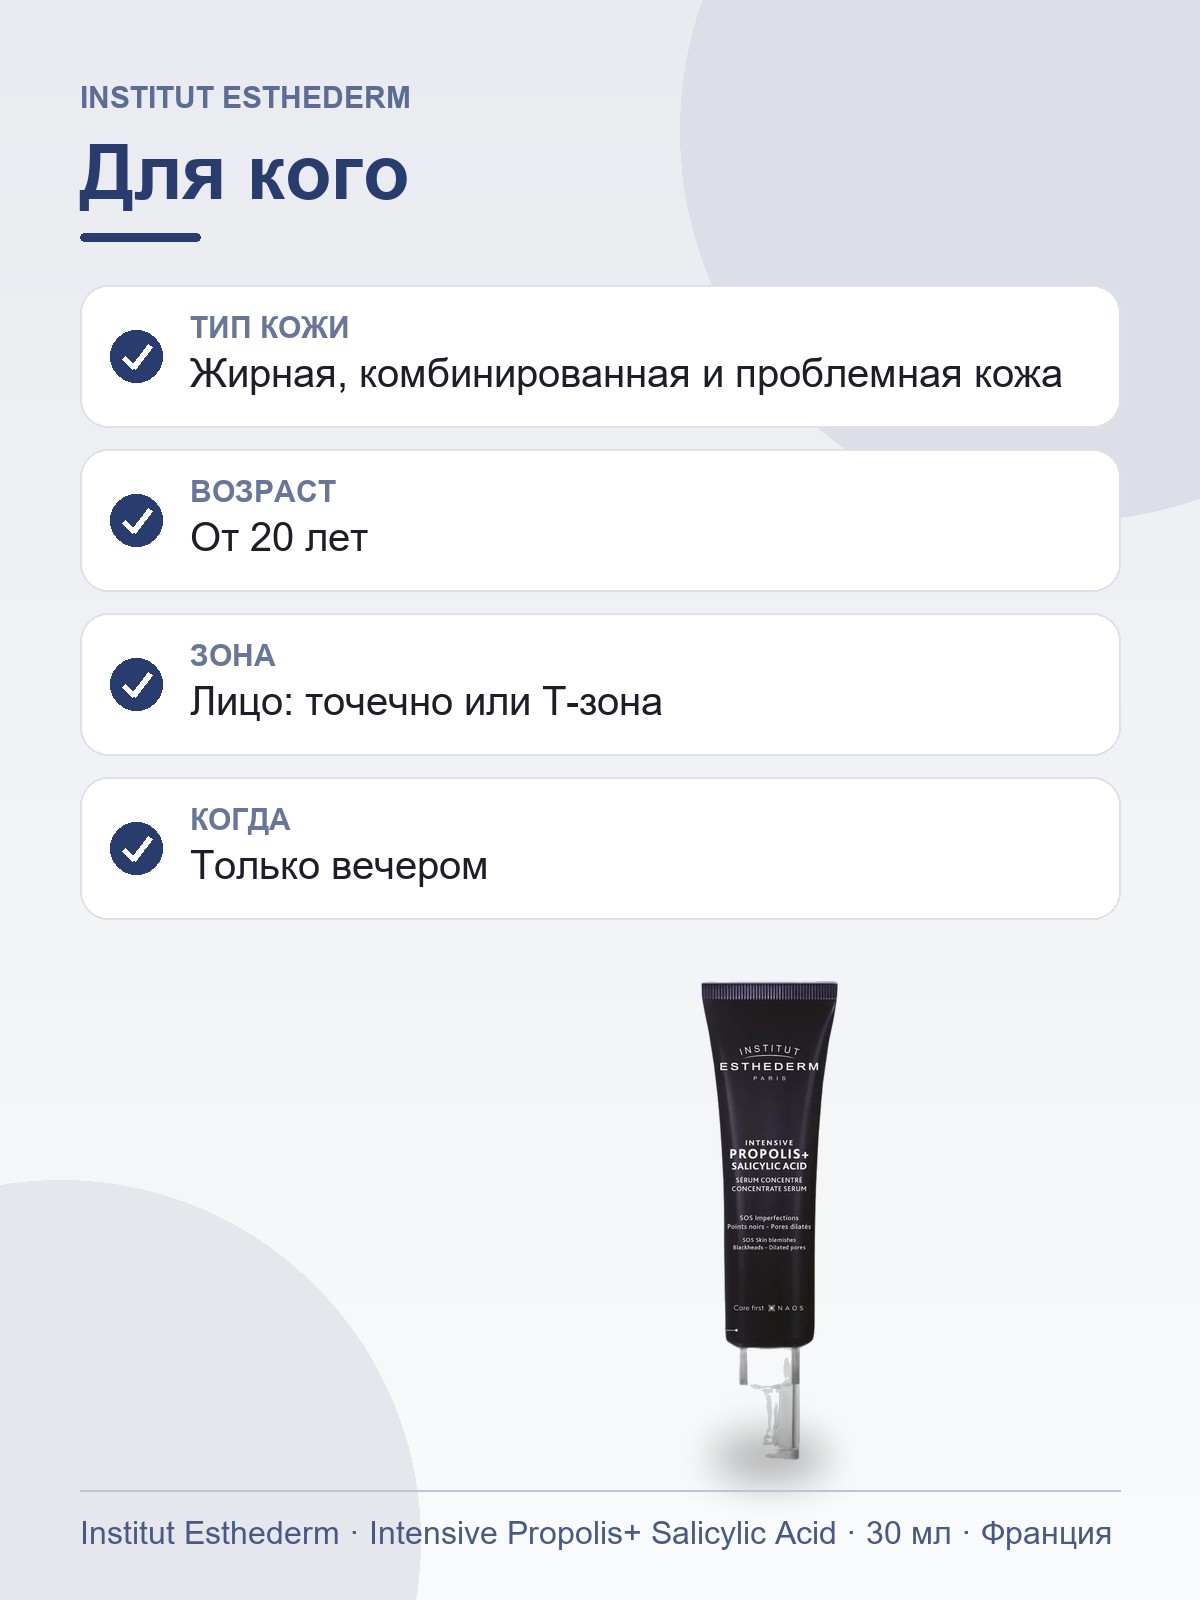 INSTITUT ESTHEDERM
Для кого
ТИП КОЖИ
Жирная, комбинированная и проблемная кожа
ВОЗРАСТ
От 20 лет
ЗОНА
Лицо: точечно или Т-зона
КОГДА
Только вечером
INSTITUT
ESTHEDERM
PARIS
INTENSIVE
PROPOLIS+
SALICYLIC ACID
SÉRUM CONCENTRÉ
CONCENTRATE SERUM
SOS Imperfections
Points noirs - Pores dilatés
SOS Skin blemishes
Blackheads - Dilated pores
Care first NAOS
Institut Esthederm · Intensive Propolis+ Salicylic Acid · 30 мл · Франция